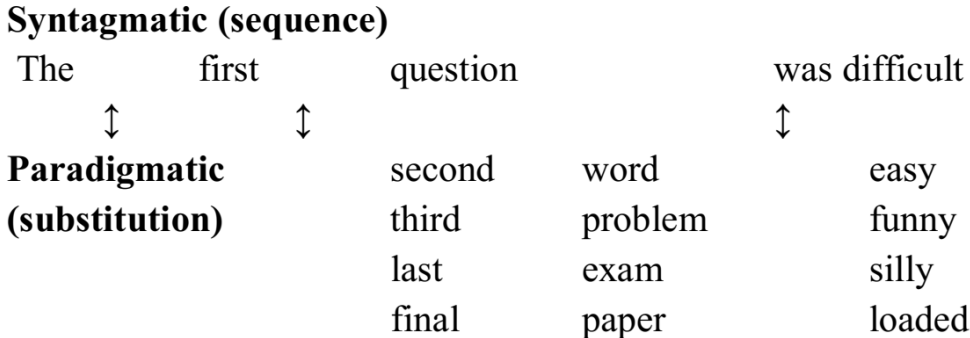 Syntagmatic (sequence)
The first question was difficult
↕ ↕ ↕
Paradigmatic second word easy
(substitution) third problem funny
last exam silly
final paper loaded